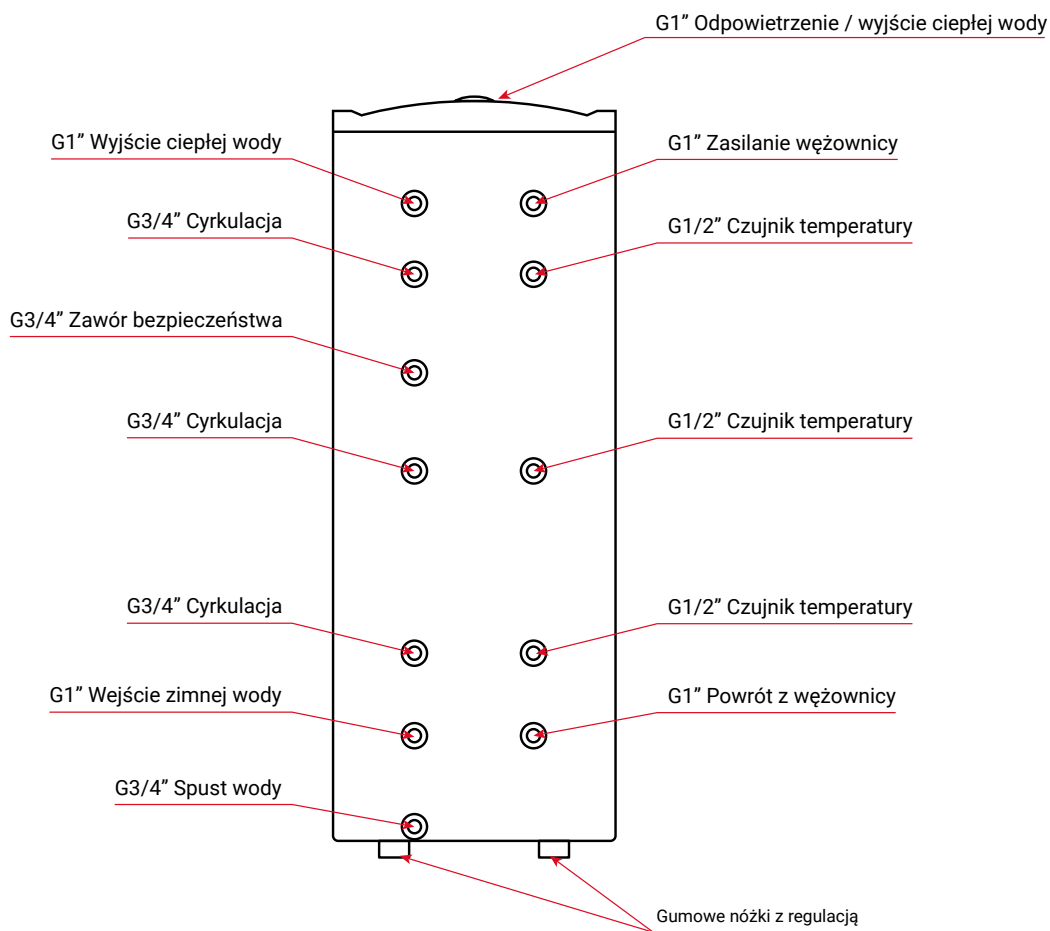 G1” Odpowietrzenie / wyjście ciepłej wody
G1” Wyjście ciepłej wody
G1” Zasilanie wężownicy
G3/4” Cyrkulacja
G1/2” Czujnik temperatury
G3/4” Zawór bezpieczeństwa
G3/4” Cyrkulacja
G1/2” Czujnik temperatury
G3/4” Cyrkulacja
G1/2” Czujnik temperatury
G1” Wejście zimnej wody
G1” Powrót z wężownicy
G3/4” Spust wody
Gumowe nóżki z regulacją